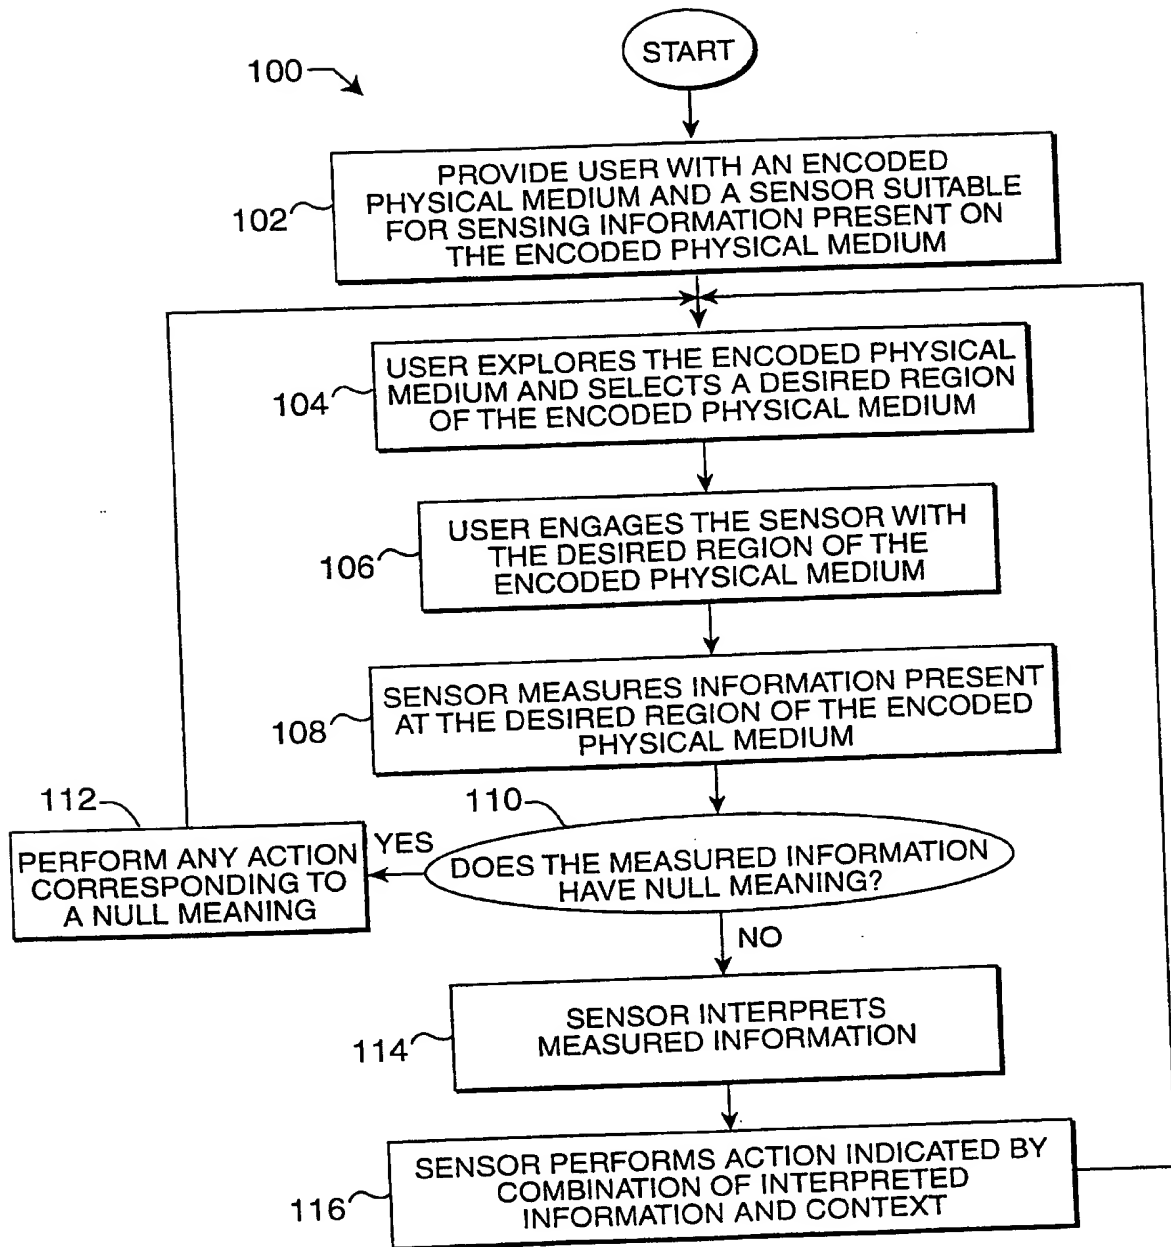 START
100
PROVIDE USER WITH AN ENCODED
PHYSICAL MEDIUM AND A SENSOR SUITABLE
FOR SENSING INFORMATION PRESENT ON
THE ENCODED PHYSICAL MEDIUM
102
USER EXPLORES THE ENCODED PHYSICAL
MEDIUM AND SELECTS A DESIRED REGION
OF THE ENCODED PHYSICAL MEDIUM
104
USER ENGAGES THE SENSOR WITH
THE DESIRED REGION OF THE
ENCODED PHYSICAL MEDIUM
106
SENSOR MEASURES INFORMATION PRESENT
AT THE DESIRED REGION OF THE ENCODED
PHYSICAL MEDIUM
108
110
DOES THE MEASURED INFORMATION
HAVE NULL MEANING?
YES
112
PERFORM ANY ACTION
CORRESPONDING TO
A NULL MEANING
NO
SENSOR INTERPRETS
MEASURED INFORMATION
114
SENSOR PERFORMS ACTION INDICATED BY
COMBINATION OF INTERPRETED
INFORMATION AND CONTEXT
116